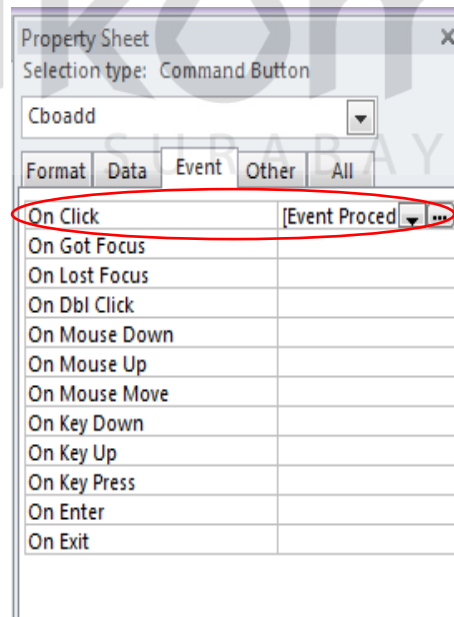 Property Sheet
Selection type: Command Button
Cboadd
Format Data Event Other All
SURABAY
On Click [Event Proced
On Got Focus
On Lost Focus
On Dbl Click
On Mouse Down
On Mouse Up
On Mouse Move
On Key Down
On Key Up
On Key Press
On Enter
On Exit